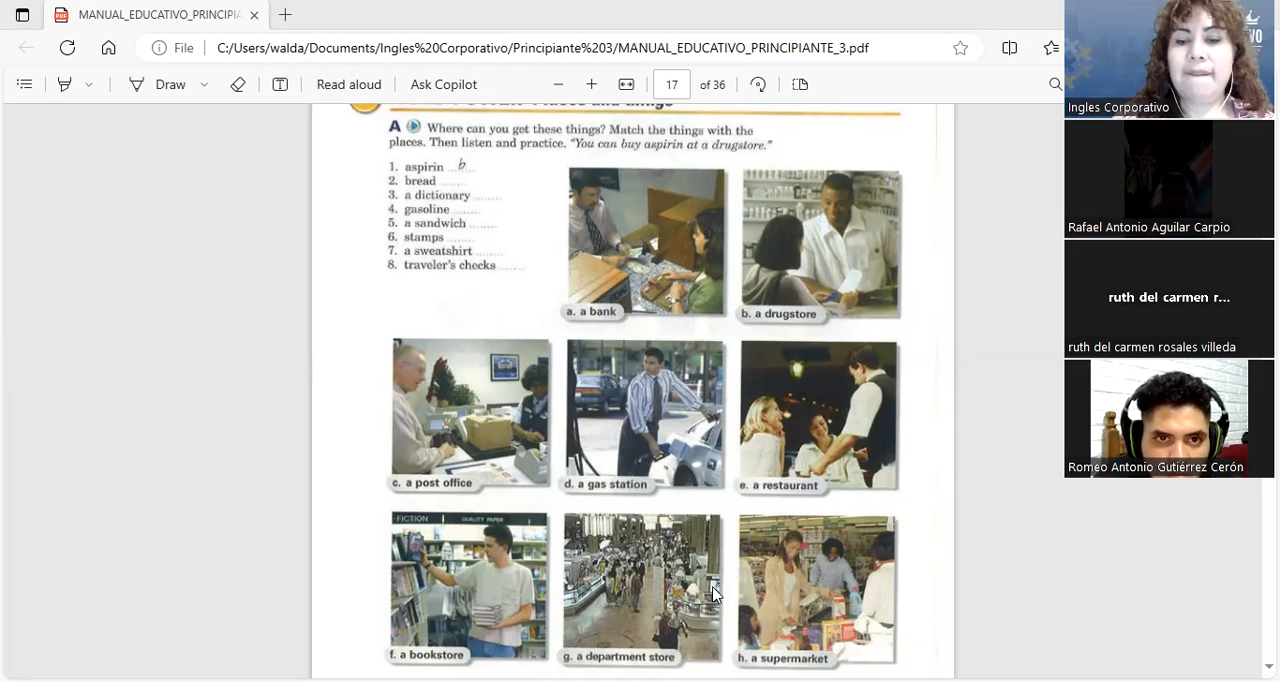 MANUAL_EDUCATIVO_PRINCIPIA
File
C:/Users/walda/Documents/Ingles%20Corporativo/Principiante%203/MANUAL_EDUCATIVO_PRINCIPIANTE_3.pdf
Draw
Read aloud
Ask Copilot
17
of 36
A Where can you get these things? Match the things with the
places. Then listen and practice. "You can buy aspirin at a drugstore."
1. aspirin b
2. bread
3. a dictionary
4. gasoline
5. a sandwich
6. stamps
7. a sweatshirt
8. traveler's checks
a. a bank
b. a drugstore
c. a post office
d. a gas station
e. a restaurant
FICTION
QUALITY PAPER
f. a bookstore
g. a department store
h. a supermarket
Ingles Corporativo
Rafael Antonio Aguilar Carpio
ruth del carmen r...
ruth del carmen rosales villeda
Romeo Antonio Gutiérrez Cerón